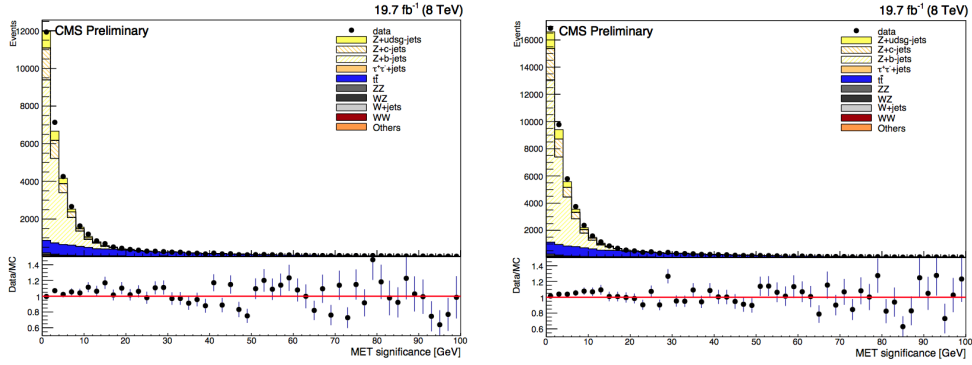 19.7 fb⁻¹ (8 TeV)
Events
12000
10000
8000
6000
4000
2000
CMS Preliminary
data
Z+udsg-jets
Z+c-jets
Z+b-jets
τ⁺τ⁻+jets
tt̄
ZZ
WZ
W+jets
WW
Others
Data/MC
1.4
1.2
1
0.8
0.6
0 10 20 30 40 50 60 70 80 90 100
MET significance [GeV]
19.7 fb⁻¹ (8 TeV)
Events
16000
14000
12000
10000
8000
6000
4000
2000
CMS Preliminary
data
Z+udsg-jets
Z+c-jets
Z+b-jets
τ⁺τ⁻+jets
tt̄
ZZ
WZ
W+jets
WW
Others
Data/MC
1.4
1.2
1
0.8
0.6
0 10 20 30 40 50 60 70 80 90 100
MET significance [GeV]